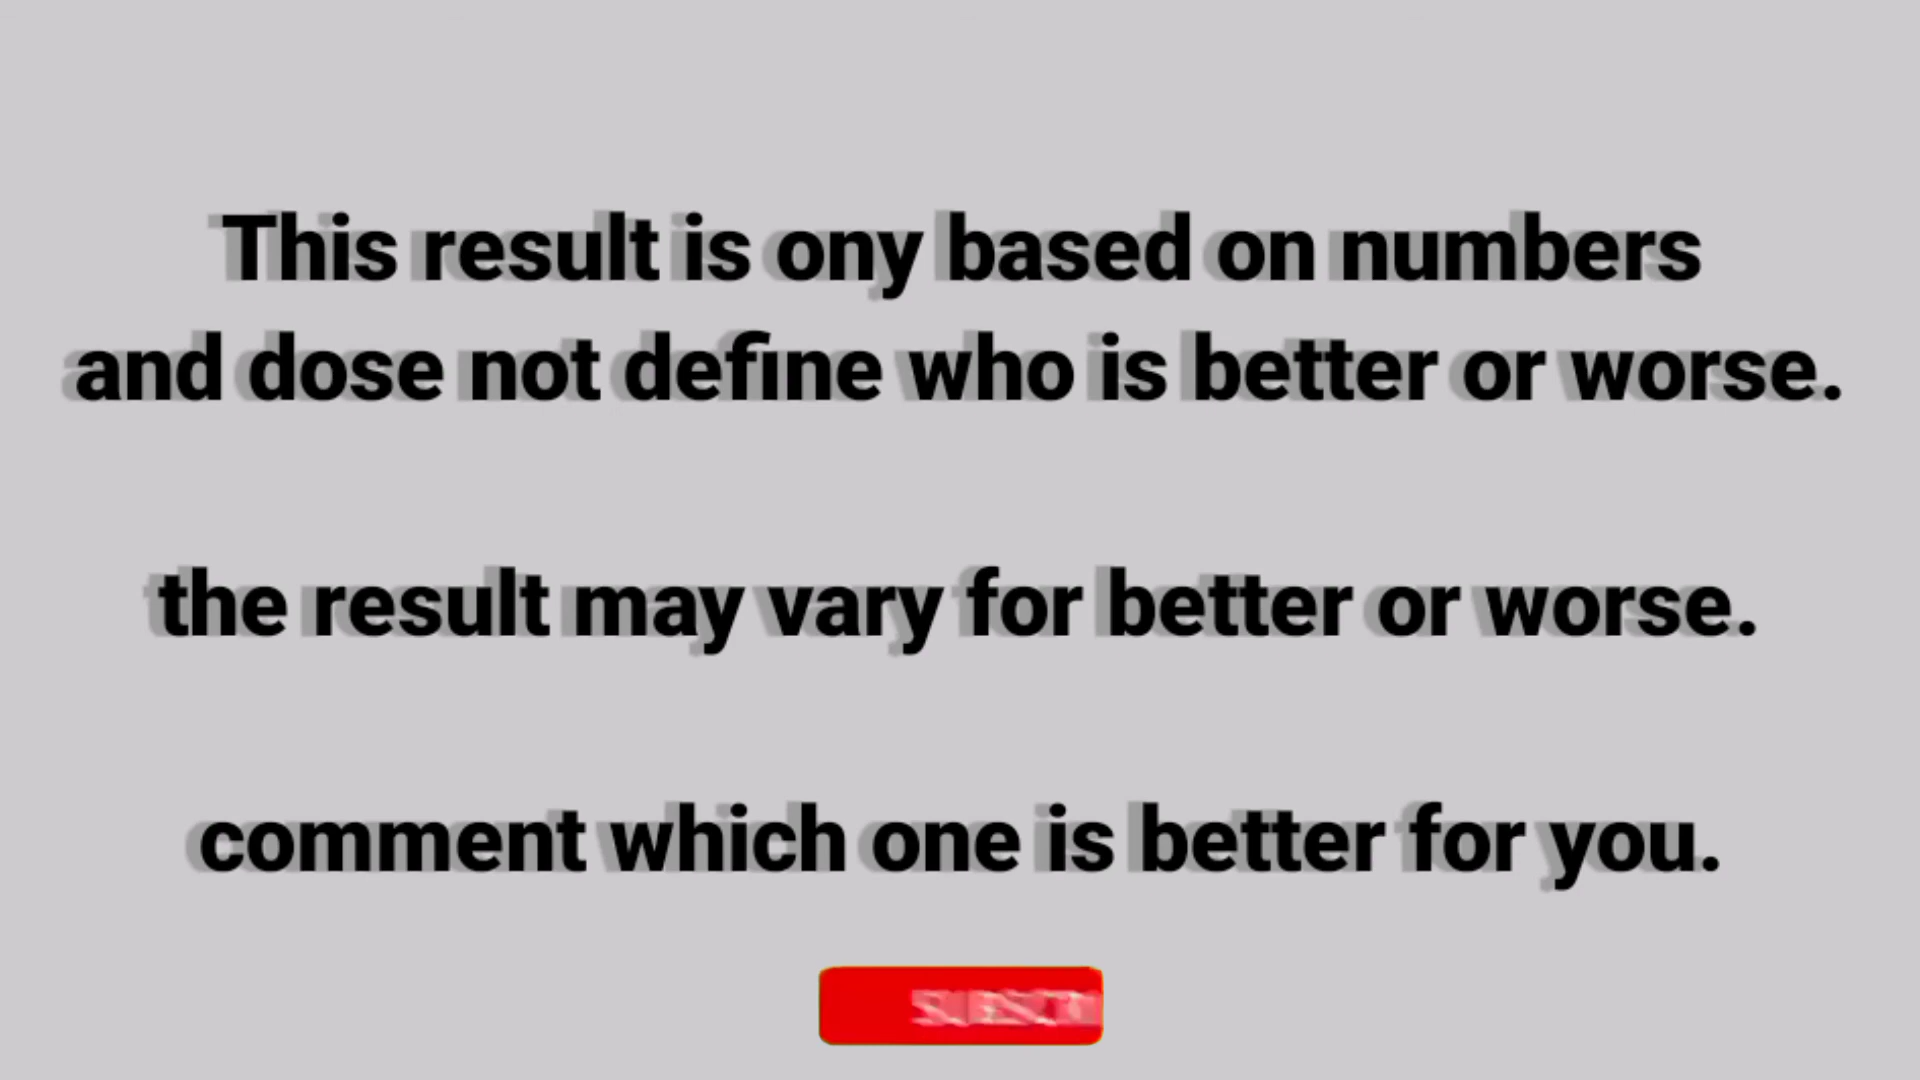 This result is ony based on numbers
and dose not define who is better or worse.
the result may vary for better or worse.
comment which one is better for you.